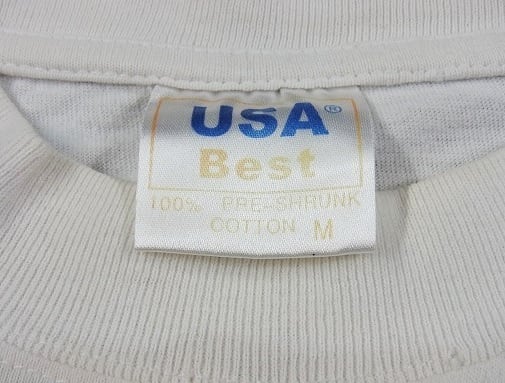 USA®
Best
100% PRE-SHRUNK
COTTON M